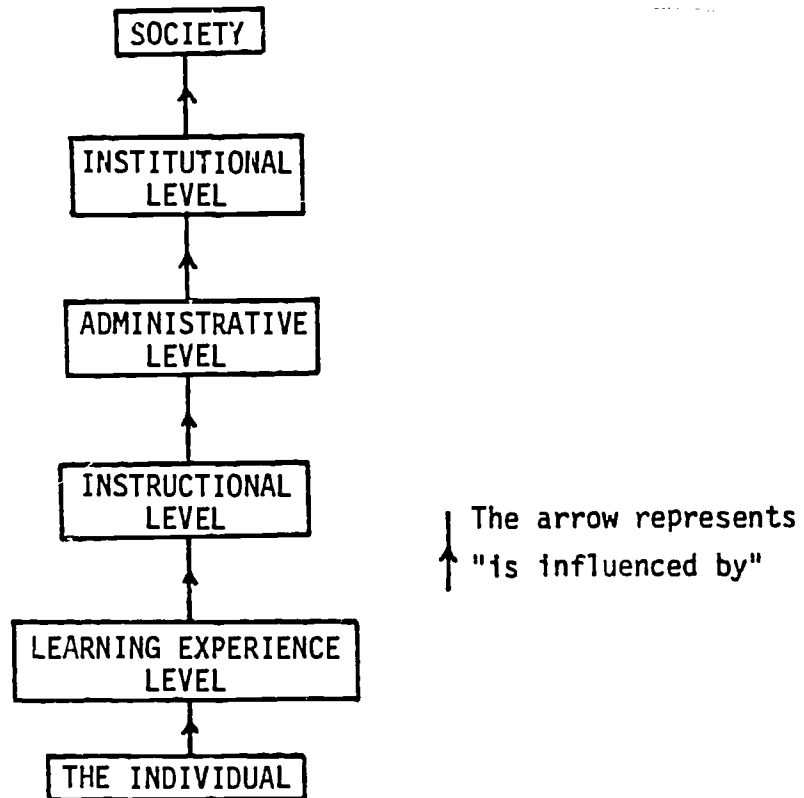 SOCIETY
INSTITUTIONAL
LEVEL
ADMINISTRATIVE
LEVEL
INSTRUCTIONAL
LEVEL
The arrow represents
"is influenced by"
LEARNING EXPERIENCE
LEVEL
THE INDIVIDUAL